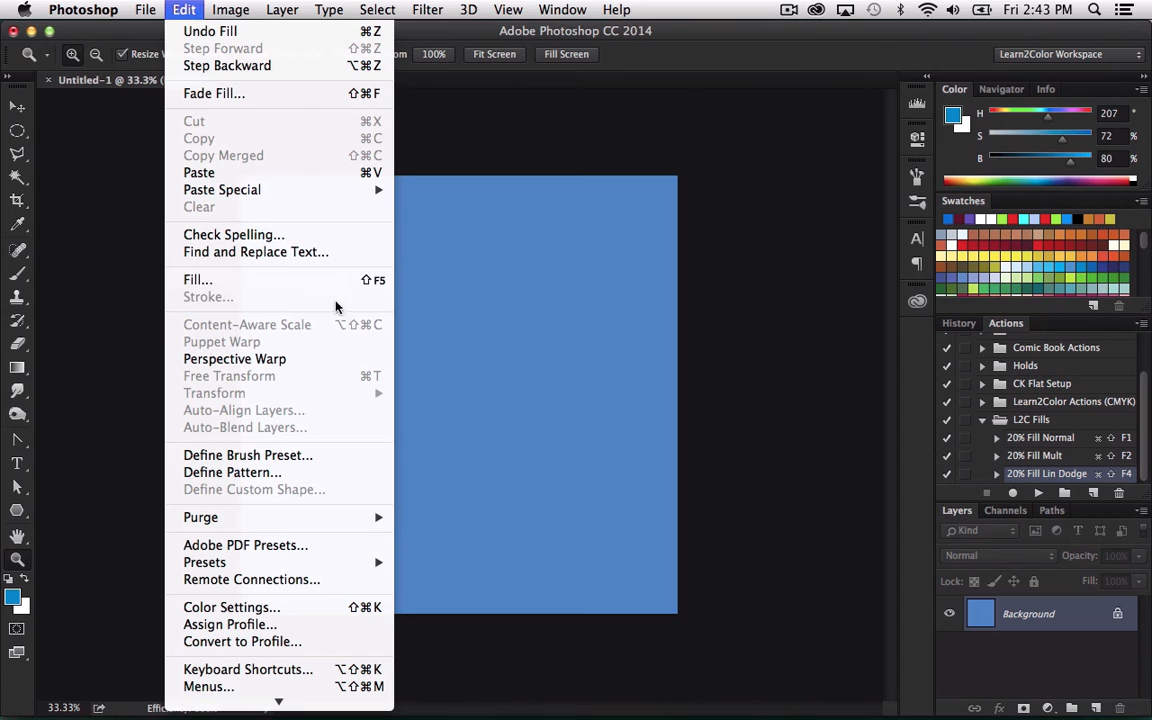 Photoshop File Edit Image Layer Type Select Filter 3D View Window Help Fri 2:43 PM
Adobe Photoshop CC 2014
Resize W 100% Fit Screen Fill Screen Learn2Color Workspace
Untitled-1 @ 33.3%
Undo Fill ⌘Z
Step Forward ⇧⌘Z
Step Backward ⌥⌘Z
Fade Fill... ⇧⌘F
Cut ⌘X
Copy ⌘C
Copy Merged ⇧⌘C
Paste ⌘V
Paste Special
Clear
Check Spelling...
Find and Replace Text...
Fill... ⇧F5
Stroke...
Content-Aware Scale ⌥⇧⌘C
Puppet Warp
Perspective Warp
Free Transform ⌘T
Transform
Auto-Align Layers...
Auto-Blend Layers...
Define Brush Preset...
Define Pattern...
Define Custom Shape...
Purge
Adobe PDF Presets...
Presets
Remote Connections...
Color Settings... ⇧⌘K
Assign Profile...
Convert to Profile...
Keyboard Shortcuts... ⌥⇧⌘K
Menus... ⌥⇧⌘M
33.33%
Color Navigator Info
H 207 °
S 72 %
B 80 %
Swatches
History Actions
Comic Book Actions
Holds
CK Flat Setup
Learn2Color Actions (CMYK)
L2C Fills
20% Fill Normal F1
20% Fill Mult F2
20% Fill Lin Dodge F4
Layers Channels Paths
Kind
Normal Opacity: 100%
Lock: Fill: 100%
Background